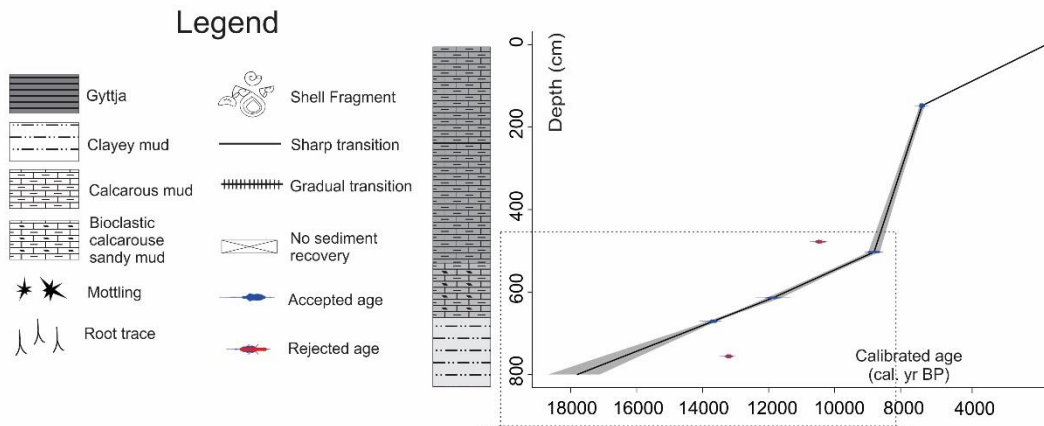 Legend
Gyttja
Clayey mud
Calcarous mud
Bioclastic
calcarouse
sandy mud
Mottling
Root trace
Shell Fragment
Sharp transition
Gradual transition
No sediment
recovery
Accepted age
Rejected age
Depth (cm)
0
200
400
600
800
Calibrated age
(cal. yr BP)
18000 16000 14000 12000 10000 8000 4000